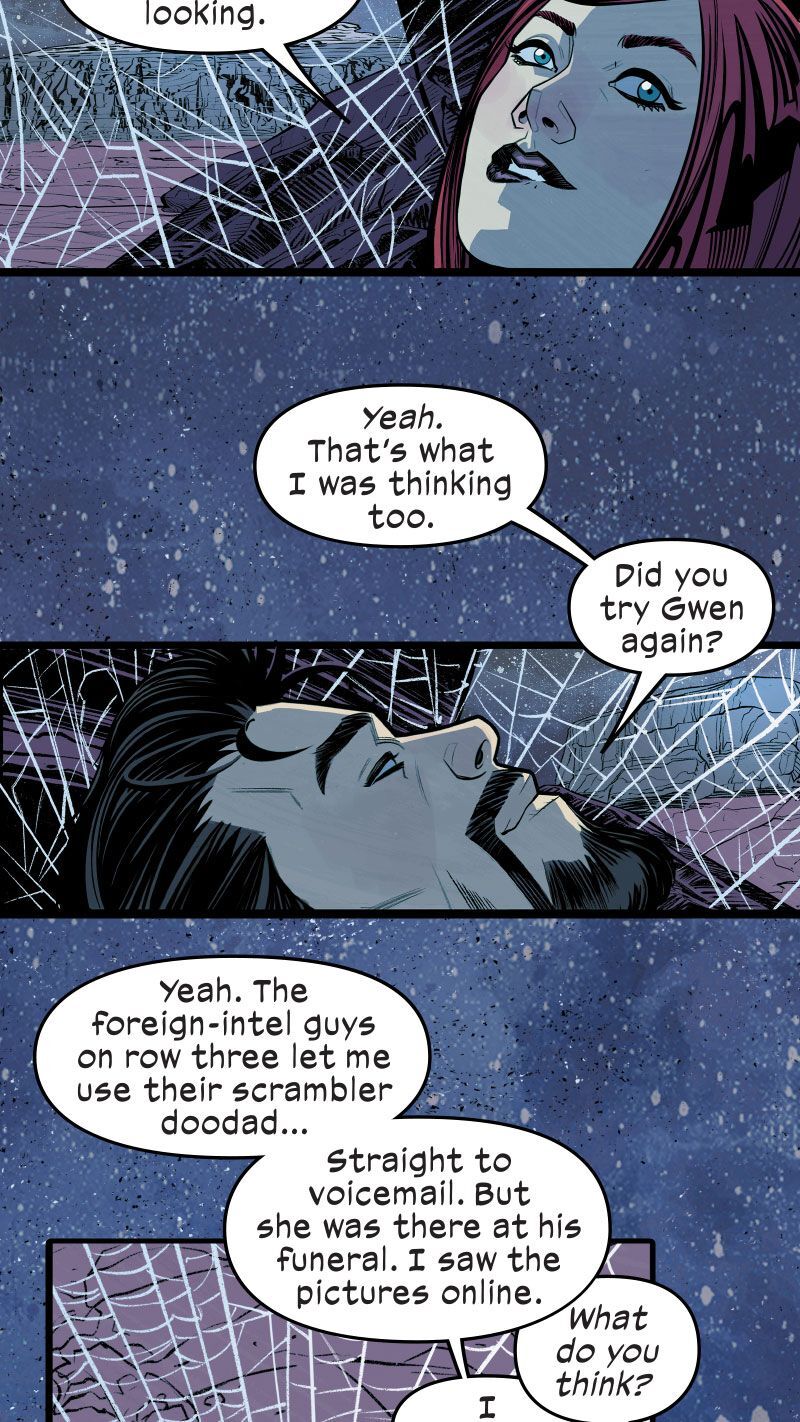 looking.
Yeah.
That's what
I was thinking
too.
Did you
try Gwen
again?
Yeah. The
foreign-intel guys
on row three let me
use their scrambler
doodad...
Straight to
voicemail. But
she was there at his
funeral. I saw the
pictures online.
What
do you
think?
I